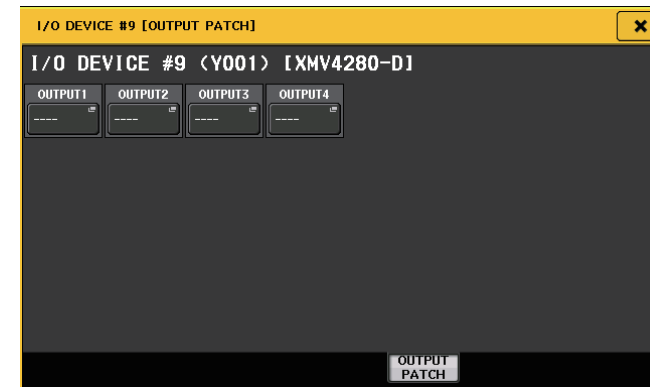 I/O DEVICE #9 [OUTPUT PATCH]
I/O DEVICE #9 (Y001) [XMV4280-D]
OUTPUT1 OUTPUT2 OUTPUT3 OUTPUT4
---- ---- ---- ----
OUTPUT
PATCH